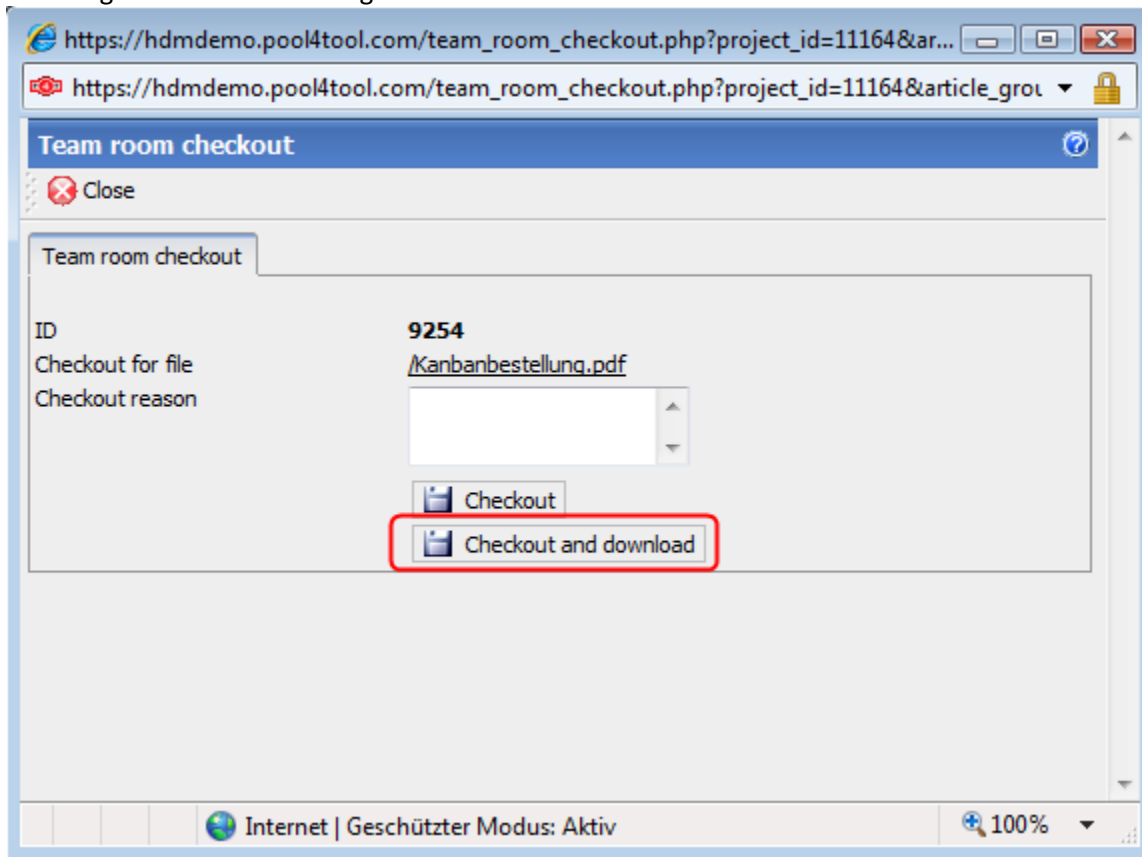 https://hdmdemo.pool4tool.com/team_room_checkout.php?project_id=11164&ar...
https://hdmdemo.pool4tool.com/team_room_checkout.php?project_id=11164&article_grou
Team room checkout
Close
Team room checkout
ID 9254
Checkout for file /Kanbanbestellung.pdf
Checkout reason
Checkout
Checkout and download
Internet | Geschützter Modus: Aktiv 100%